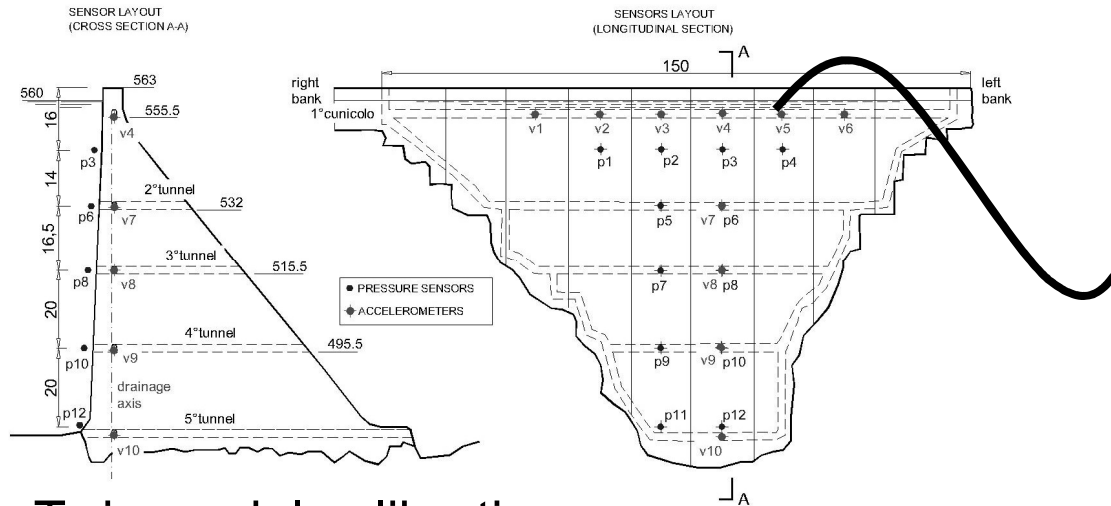 SENSOR LAYOUT
(CROSS SECTION A-A)
563
560
555.5
v4
16
p3
14
2°tunnel
532
p6
v7
16,5
3°tunnel
515.5
p8
v8
20
4°tunnel
495.5
p10
v9
20
drainage
axis
p12
5°tunnel
v10
PRESSURE SENSORS
ACCELEROMETERS
SENSORS LAYOUT
(LONGITUDINAL SECTION)
A
150
right
bank
left
bank
1°cunicolo
v1 v2 v3 v4 v5 v6
p1 p2 p3 p4
p5 v7 p6
p7 v8 p8
p9 v9 p10
p11 p12
v10
A